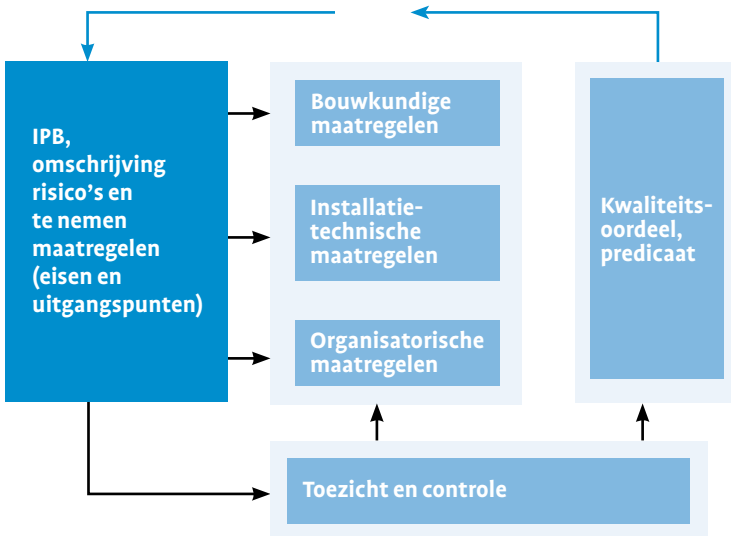 IPB,
omschrijving
risico's en
te nemen
maatregelen
(eisen en
uitgangspunten)
Bouwkundige
maatregelen
Installatie-
technische
maatregelen
Organisatorische
maatregelen
Kwaliteits-
oordeel,
predicaat
Toezicht en controle